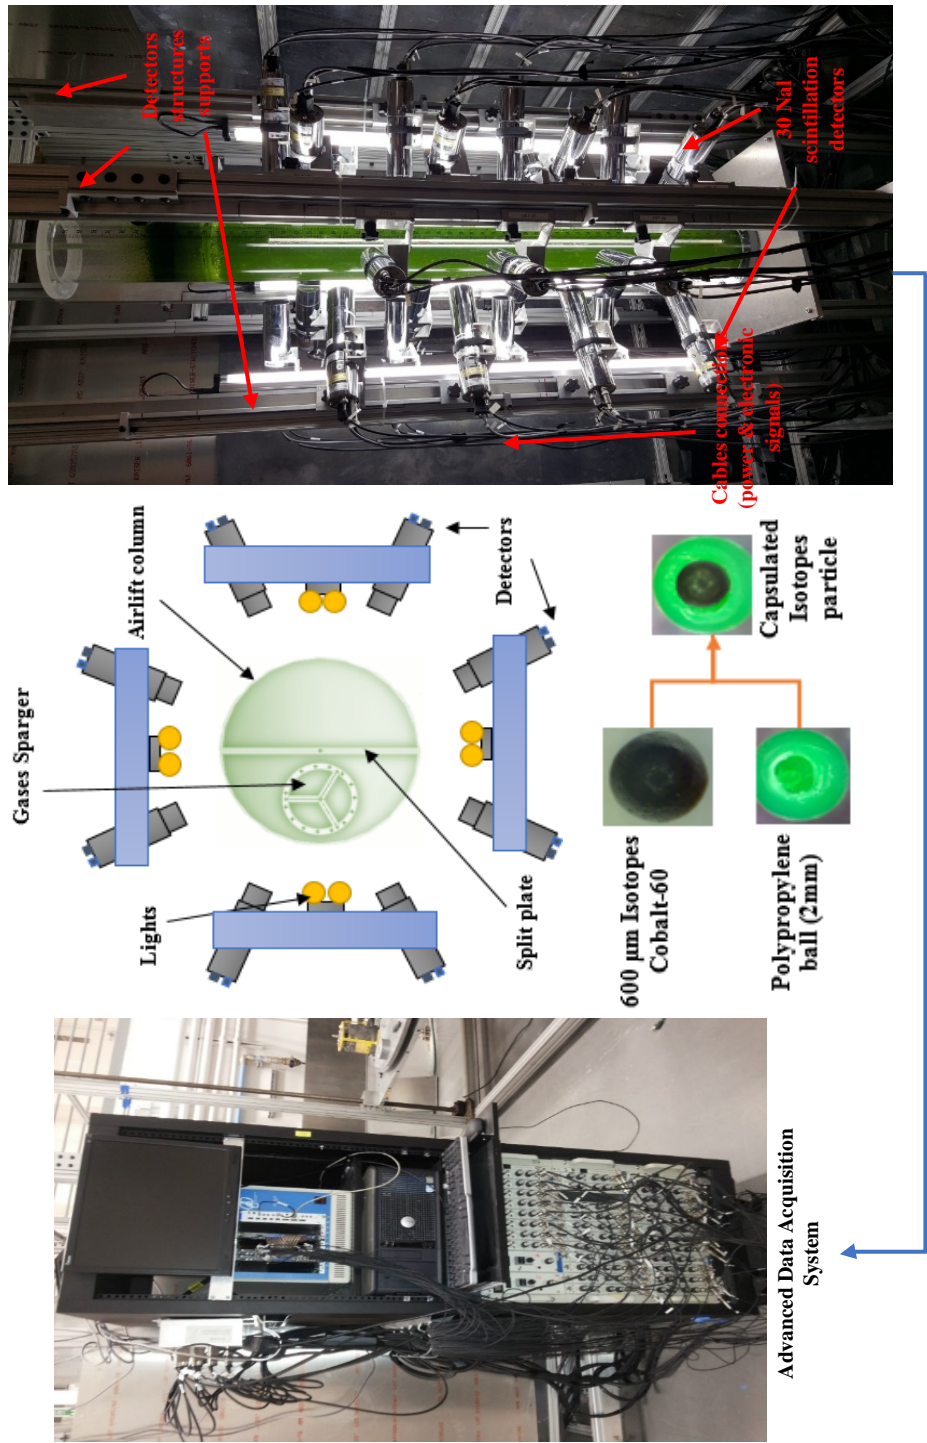 Detectors
structures
supports
30 NaI
scintillation
detectors
Cables connections
(power & electronic
signals)
Airlift column
Detectors
Gases Sparger
Lights
Split plate
Capsulated
Isotopes
particle
600 µm Isotopes
Cobalt-60
Polypropylene
ball (2mm)
Advanced Data Acquisition
System